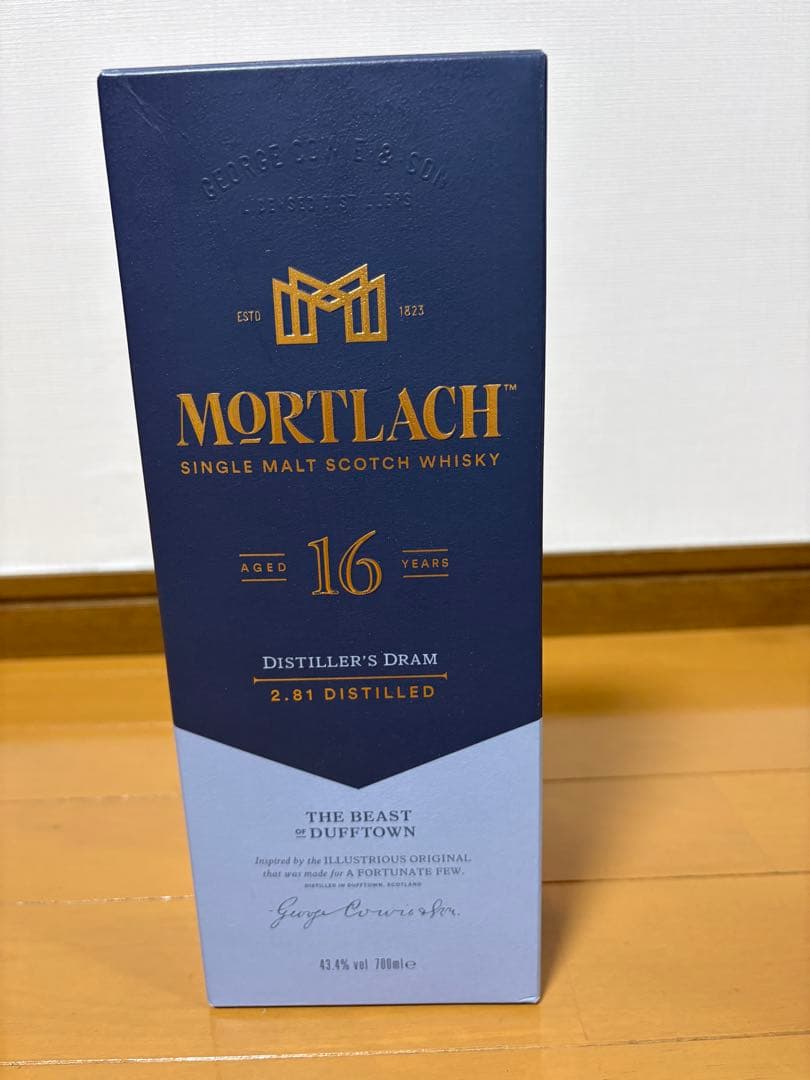 GEORGE COWIE & SON
LICENSED DISTILLERS
ESTD 1823
MORTLACH™
SINGLE MALT SCOTCH WHISKY
AGED 16 YEARS
DISTILLER'S DRAM
2.81 DISTILLED
THE BEAST
OF DUFFTOWN
Inspired by the ILLUSTRIOUS ORIGINAL
that was made for A FORTUNATE FEW.
DISTILLED IN DUFFTOWN, SCOTLAND
George Cowie & Son.
43.4% vol 700ml℮